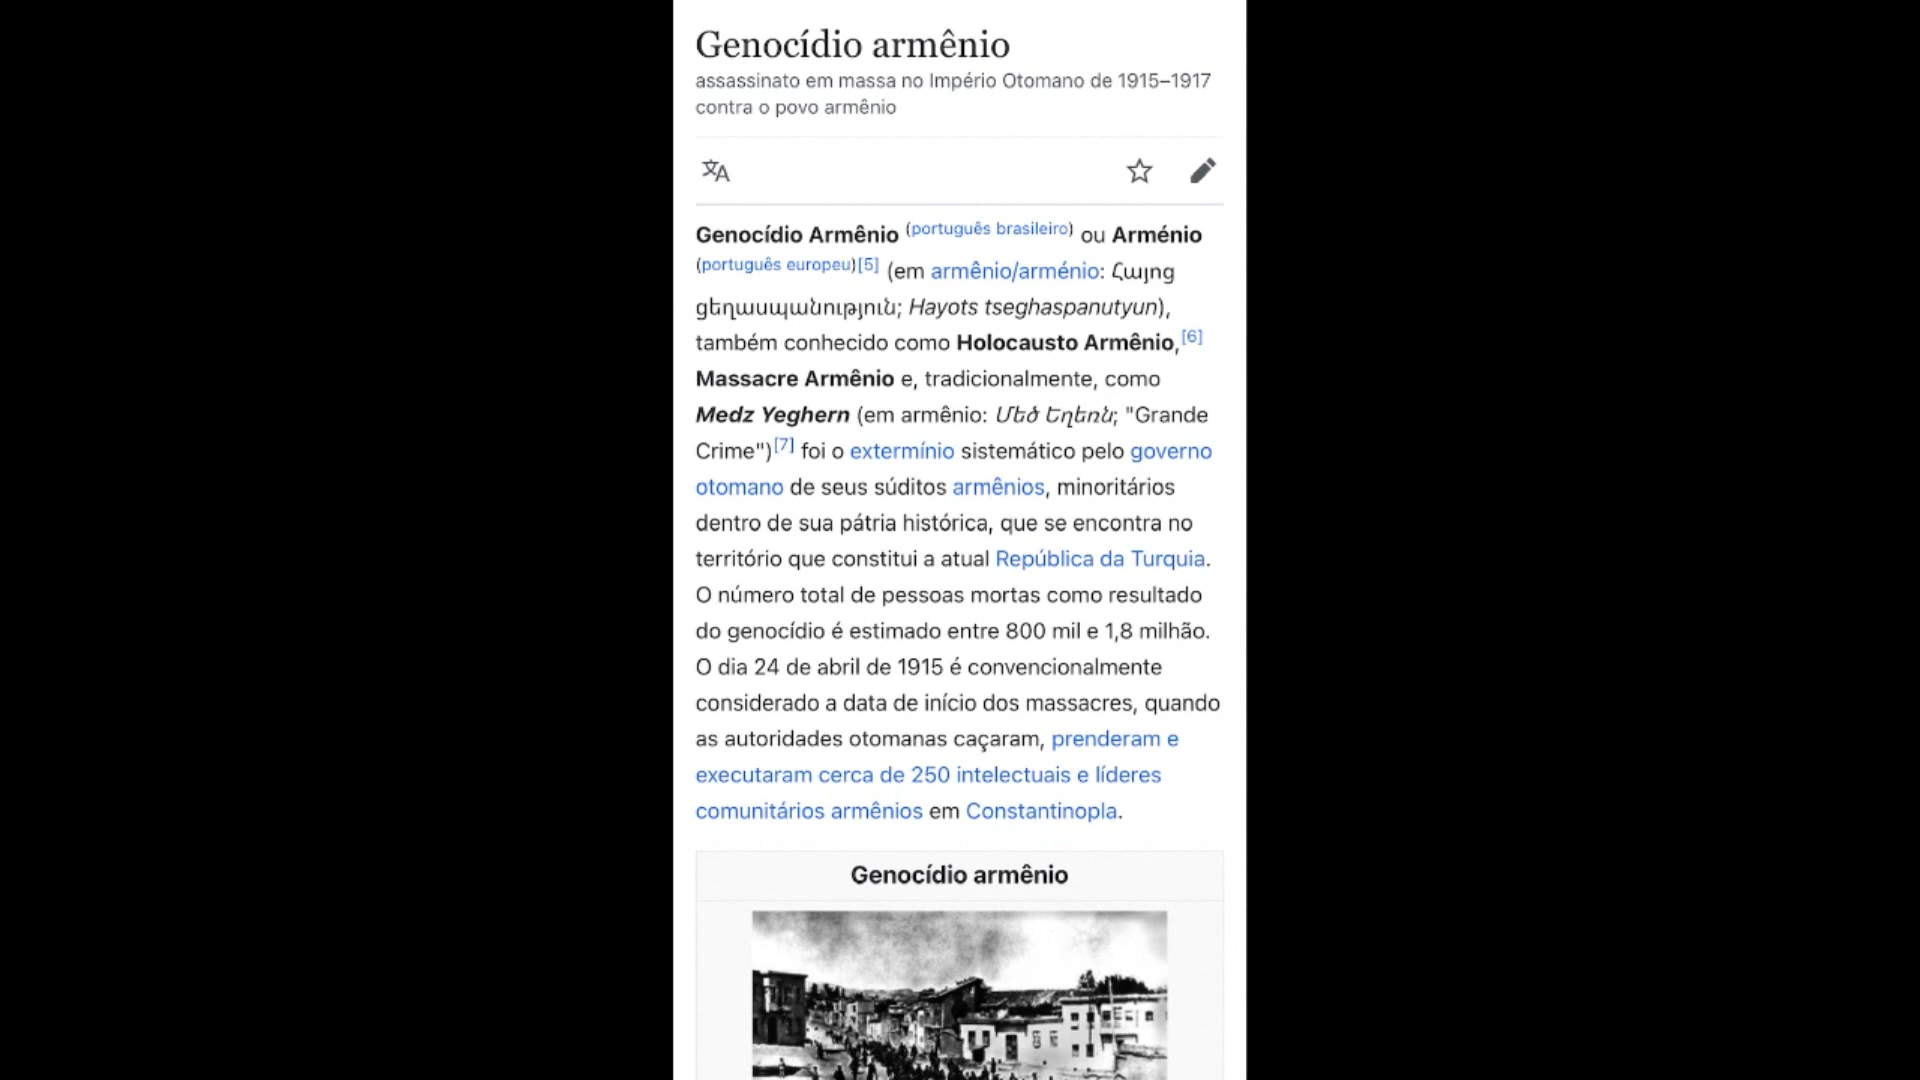 Genocídio armênio
assassinato em massa no Império Otomano de 1915–1917
contra o povo armênio
Genocídio Armênio (português brasileiro) ou Arménio
(português europeu)[5] (em armênio/arménio: Հայոց
ցեղասպանություն; Hayots tseghaspanutyun),
também conhecido como Holocausto Armênio,[6]
Massacre Armênio e, tradicionalmente, como
Medz Yeghern (em armênio: Մեծ Եղեռն; "Grande
Crime")[7] foi o extermínio sistemático pelo governo
otomano de seus súditos armênios, minoritários
dentro de sua pátria histórica, que se encontra no
território que constitui a atual República da Turquia.
O número total de pessoas mortas como resultado
do genocídio é estimado entre 800 mil e 1,8 milhão.
O dia 24 de abril de 1915 é convencionalmente
considerado a data de início dos massacres, quando
as autoridades otomanas caçaram, prenderam e
executaram cerca de 250 intelectuais e líderes
comunitários armênios em Constantinopla.
Genocídio armênio